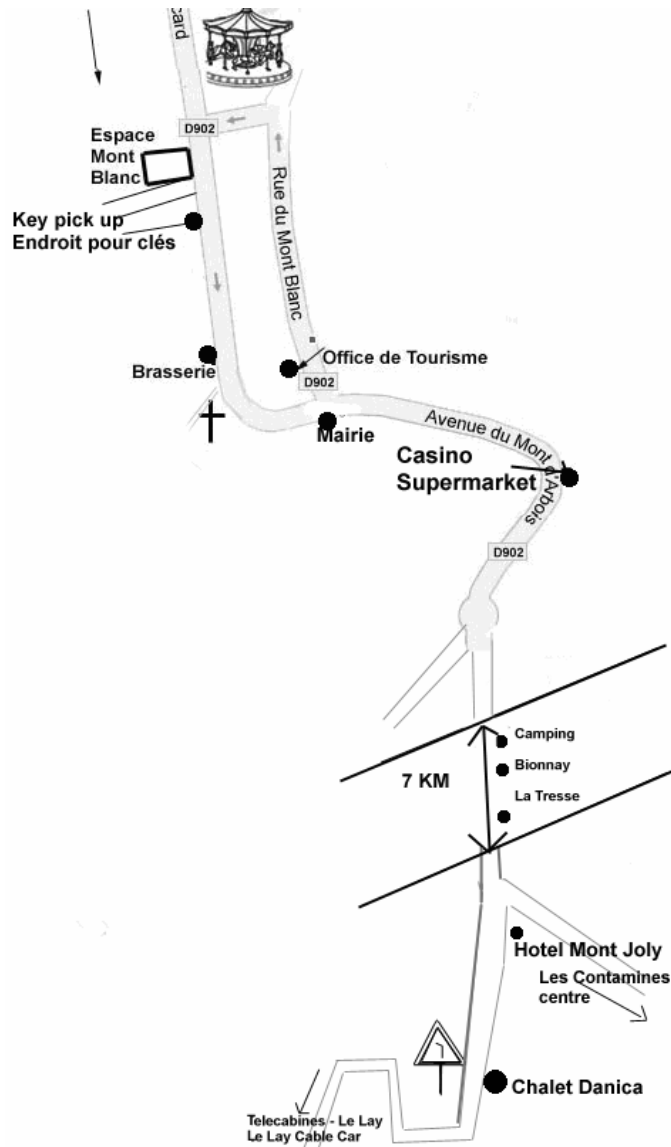 D902
Espace
Mont
Blanc
Key pick up
Endroit pour clés
Rue du Mont Blanc
Brasserie
Office de Tourisme
D902
Mairie
Avenue du Mont d'Arbois
Casino
Supermarket
D902
Camping
7 KM
Bionnay
La Tresse
Hotel Mont Joly
Les Contamines
centre
Chalet Danica
Telecabines - Le Lay
Le Lay Cable Car